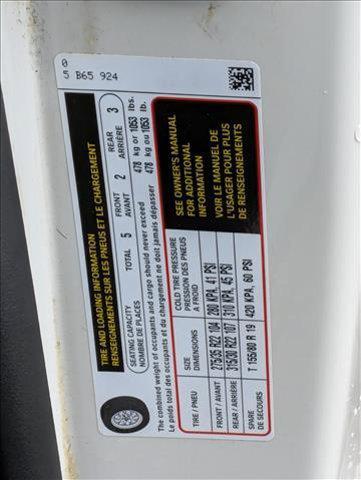 0
5 B65 924
TIRE AND LOADING INFORMATION
RENSEIGNEMENTS SUR LES PNEUS ET LE CHARGEMENT
SEATING CAPACITY
NOMBRE DE PLACES
TOTAL 5
FRONT
AVANT 2
REAR
ARRIÈRE 3
The combined weight of occupants and cargo should never exceed 478 kg or 1053 lbs.
Le poids total des occupants et du chargement ne doit jamais dépasser 478 kg ou 1053 lb.
TIRE / PNEU
SIZE
DIMENSIONS
COLD TIRE PRESSURE
PRESSION DES PNEUS
A FROID
FRONT / AVANT 275/35 R22 104 280 KPA, 41 PSI
REAR / ARRIÈRE 315/30 R22 107 310 KPA, 45 PSI
SPARE
DE SECOURS
T 155/80 R 19 420 KPA, 60 PSI
SEE OWNER'S MANUAL
FOR ADDITIONAL
INFORMATION
VOIR LE MANUEL DE
L'USAGER POUR PLUS
DE RENSEIGNEMENTS